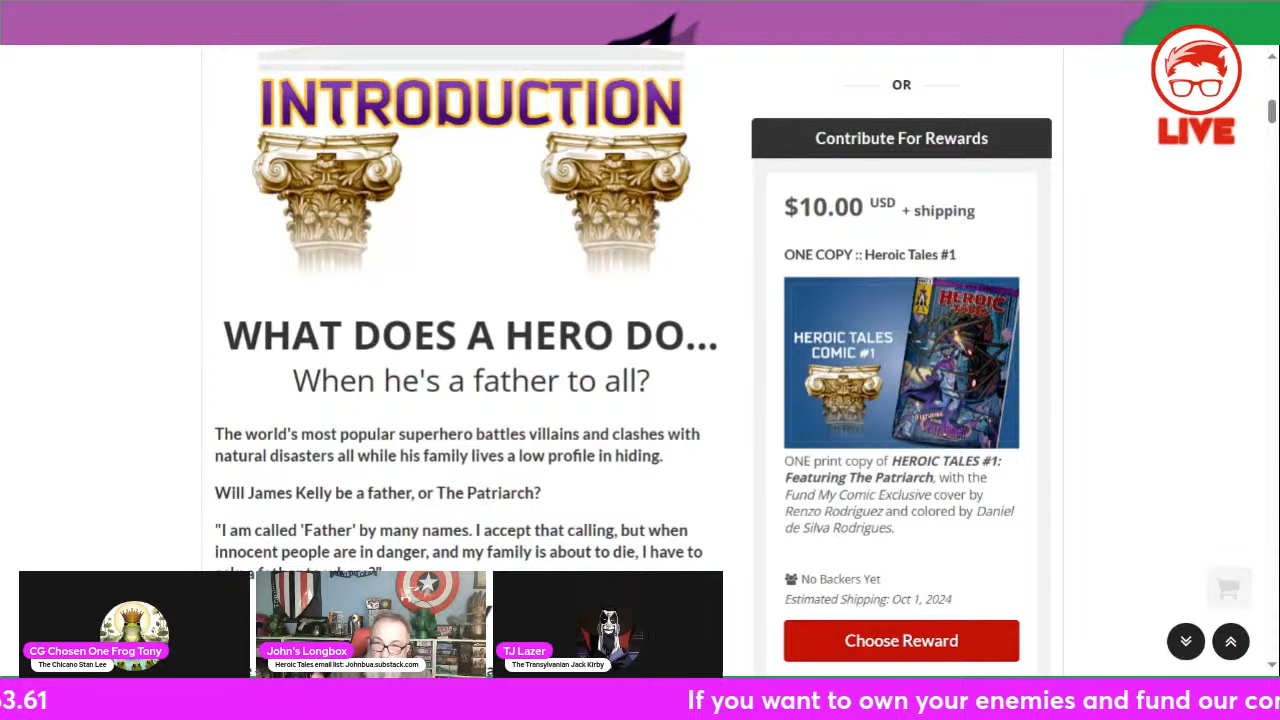 LIVE
INTRODUCTION
WHAT DOES A HERO DO...
When he's a father to all?
The world's most popular superhero battles villains and clashes with
natural disasters all while his family lives a low profile in hiding.
Will James Kelly be a father, or The Patriarch?
"I am called 'Father' by many names. I accept that calling, but when
innocent people are in danger, and my family is about to die, I have to
OR
Contribute For Rewards
$10.00 USD + shipping
ONE COPY :: Heroic Tales #1
HEROIC TALES
COMIC #1
HEROIC
TALES
ONE print copy of HEROIC TALES #1:
Featuring The Patriarch, with the
Fund My Comic Exclusive cover by
Renzo Rodriguez and colored by Daniel
de Silva Rodrigues.
No Backers Yet
Estimated Shipping: Oct 1, 2024
Choose Reward
CG Chosen One Frog Tony
The Chicano Stan Lee
John's Longbox
Heroic Tales email list: Johnbua.substack.com
TJ Lazer
The Transylvanian Jack Kirby
3.61
If you want to own your enemies and fund our co